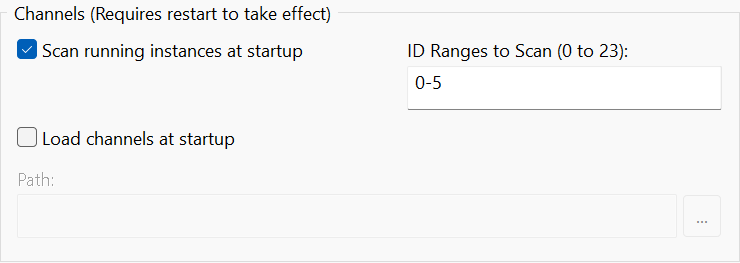 Channels (Requires restart to take effect)
Scan running instances at startup
ID Ranges to Scan (0 to 23):
0-5
Load channels at startup
Path:
...